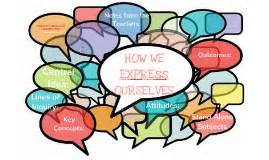 Notes from the
Teachers:
HOW WE
EXPRESS
OURSELVES
Outcomes:
Central
Idea:
Lines of
Inquiry:
Key
Concepts:
Attitudes:
Stand-Alone
Subjects